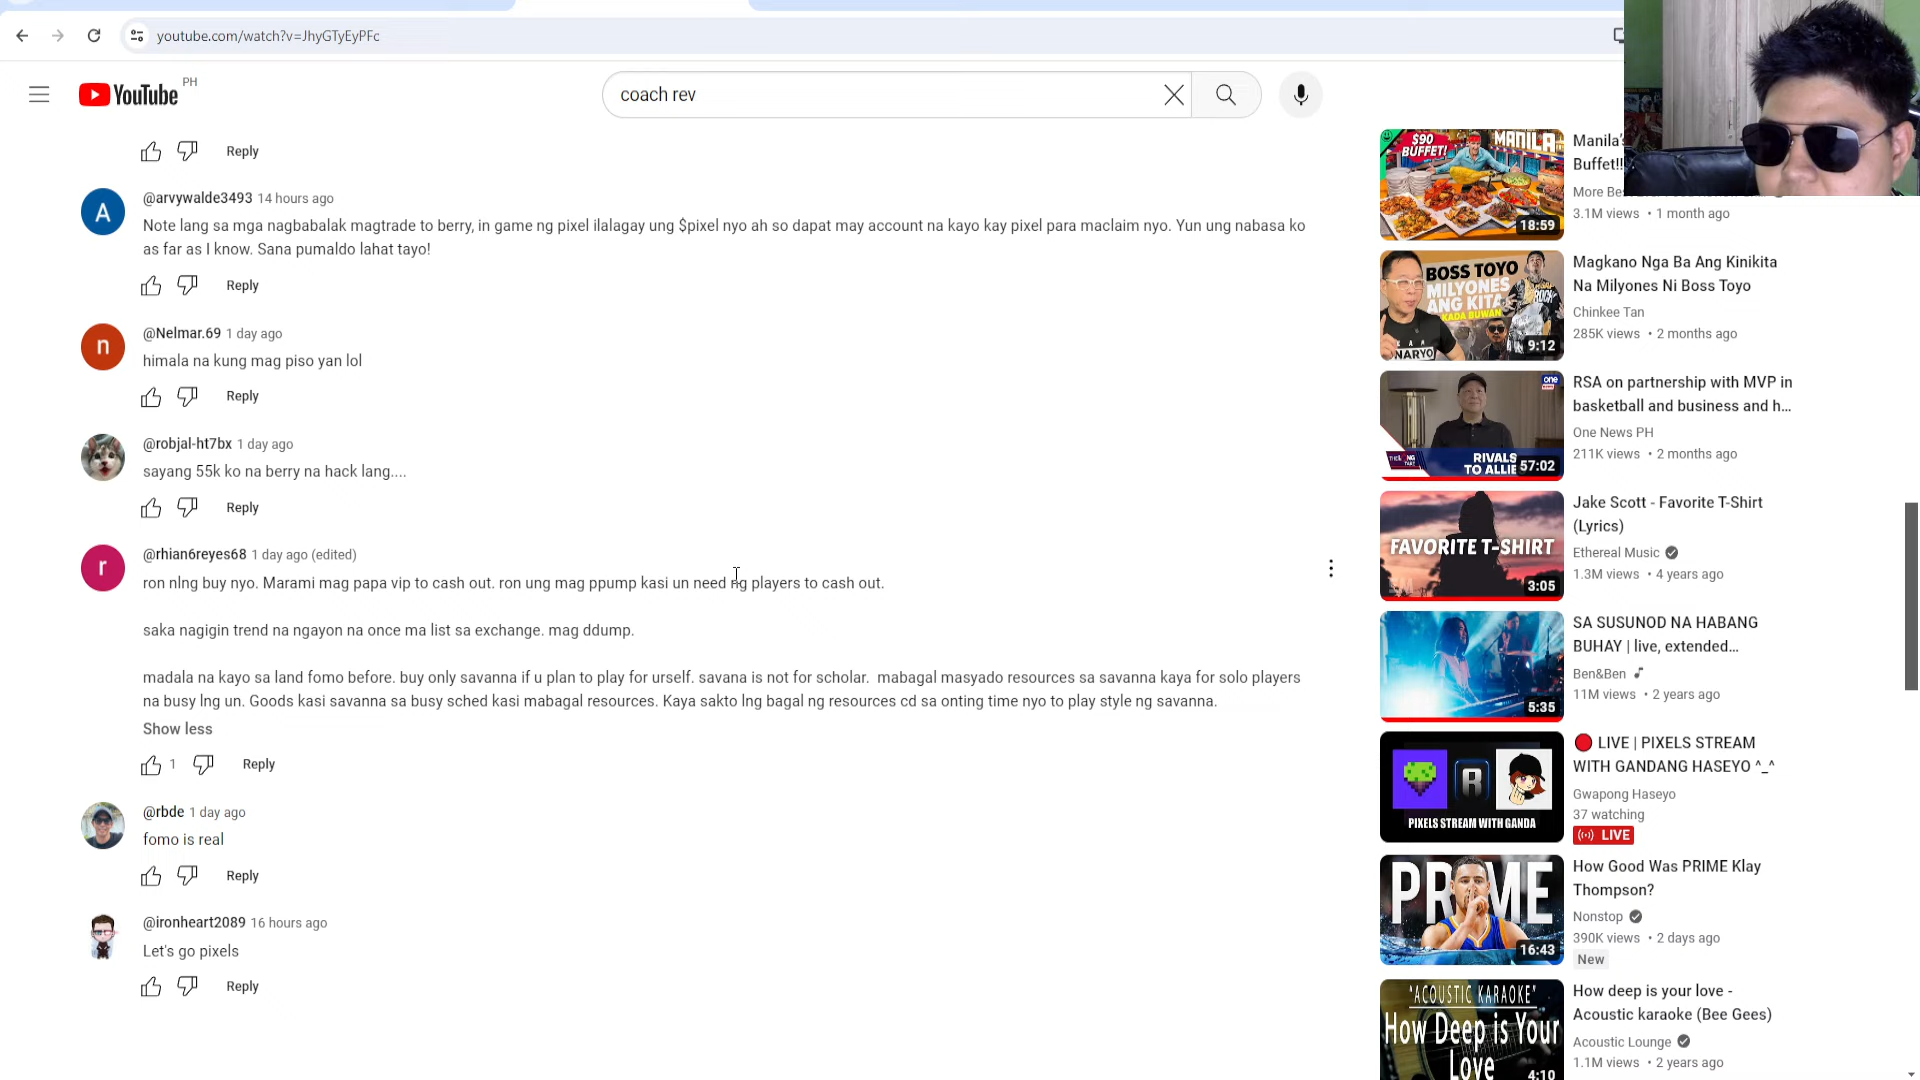 youtube.com/watch?v=JhyGTyEyPFc
YouTube PH
coach rev
Reply
@arvywalde3493 14 hours ago
Note lang sa mga nagbabalak magtrade to berry, in game ng pixel ilalagay ung $pixel nyo ah so dapat may account na kayo kay pixel para maclaim nyo. Yun ung nabasa ko
as far as I know. Sana pumaldo lahat tayo!
Reply
@Nelmar.69 1 day ago
himala na kung mag piso yan lol
Reply
@robjal-ht7bx 1 day ago
sayang 55k ko na berry na hack lang....
Reply
@rhian6reyes68 1 day ago (edited)
ron nlng buy nyo. Marami mag papa vip to cash out. ron ung mag ppump kasi un need ng players to cash out.
saka nagigin trend na ngayon na once ma list sa exchange. mag ddump.
madala na kayo sa land fomo before. buy only savanna if u plan to play for urself. savana is not for scholar.  mabagal masyado resources sa savanna kaya for solo players
na busy lng un. Goods kasi savanna sa busy sched kasi mabagal resources. Kaya sakto lng bagal ng resources cd sa onting time nyo to play style ng savanna.
Show less
1 Reply
@rbde 1 day ago
fomo is real
Reply
@ironheart2089 16 hours ago
Let's go pixels
Reply
A
n
r
$90
BUFFET!
MANILA
18:59
Manila's
Buffet!!
More Bes
3.1M views • 1 month ago
BOSS TOYO
MILYONES
ANG KITA
KADA BUWAN
9:12
Magkano Nga Ba Ang Kinikita
Na Milyones Ni Boss Toyo
Chinkee Tan
285K views • 2 months ago
one
RIVALS
TO ALLIE
57:02
RSA on partnership with MVP in
basketball and business and h...
One News PH
211K views • 2 months ago
FAVORITE T-SHIRT
3:05
Jake Scott - Favorite T-Shirt
(Lyrics)
Ethereal Music
1.3M views • 4 years ago
5:35
SA SUSUNOD NA HABANG
BUHAY | live, extended...
Ben&Ben
11M views • 2 years ago
R
PIXELS STREAM WITH GANDA
LIVE | PIXELS STREAM
WITH GANDANG HASEYO ^_^
Gwapong Haseyo
37 watching
LIVE
PRIME
16:43
How Good Was PRIME Klay
Thompson?
Nonstop
390K views • 2 days ago
New
"ACOUSTIC KARAOKE"
How Deep is Your
Love
4:10
How deep is your love -
Acoustic karaoke (Bee Gees)
Acoustic Lounge
1.1M views • 2 years ago